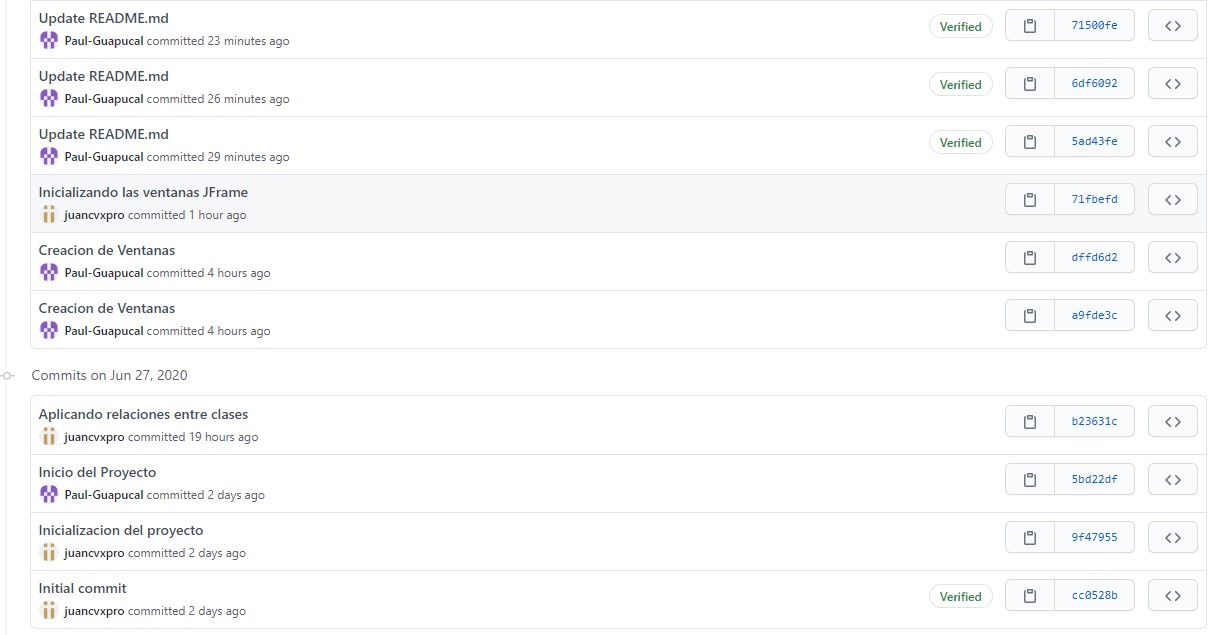 Update README.md
Paul-Guapucal committed 23 minutes ago
Verified
71500fe
Update README.md
Paul-Guapucal committed 26 minutes ago
Verified
6df6092
Update README.md
Paul-Guapucal committed 29 minutes ago
Verified
5ad43fe
Inicializando las ventanas JFrame
juancvxpro committed 1 hour ago
71fbefd
Creacion de Ventanas
Paul-Guapucal committed 4 hours ago
dffd6d2
Creacion de Ventanas
Paul-Guapucal committed 4 hours ago
a9fde3c
Commits on Jun 27, 2020
Aplicando relaciones entre clases
juancvxpro committed 19 hours ago
b23631c
Inicio del Proyecto
Paul-Guapucal committed 2 days ago
5bd22df
Inicializacion del proyecto
juancvxpro committed 2 days ago
9f47955
Initial commit
juancvxpro committed 2 days ago
Verified
cc0528b